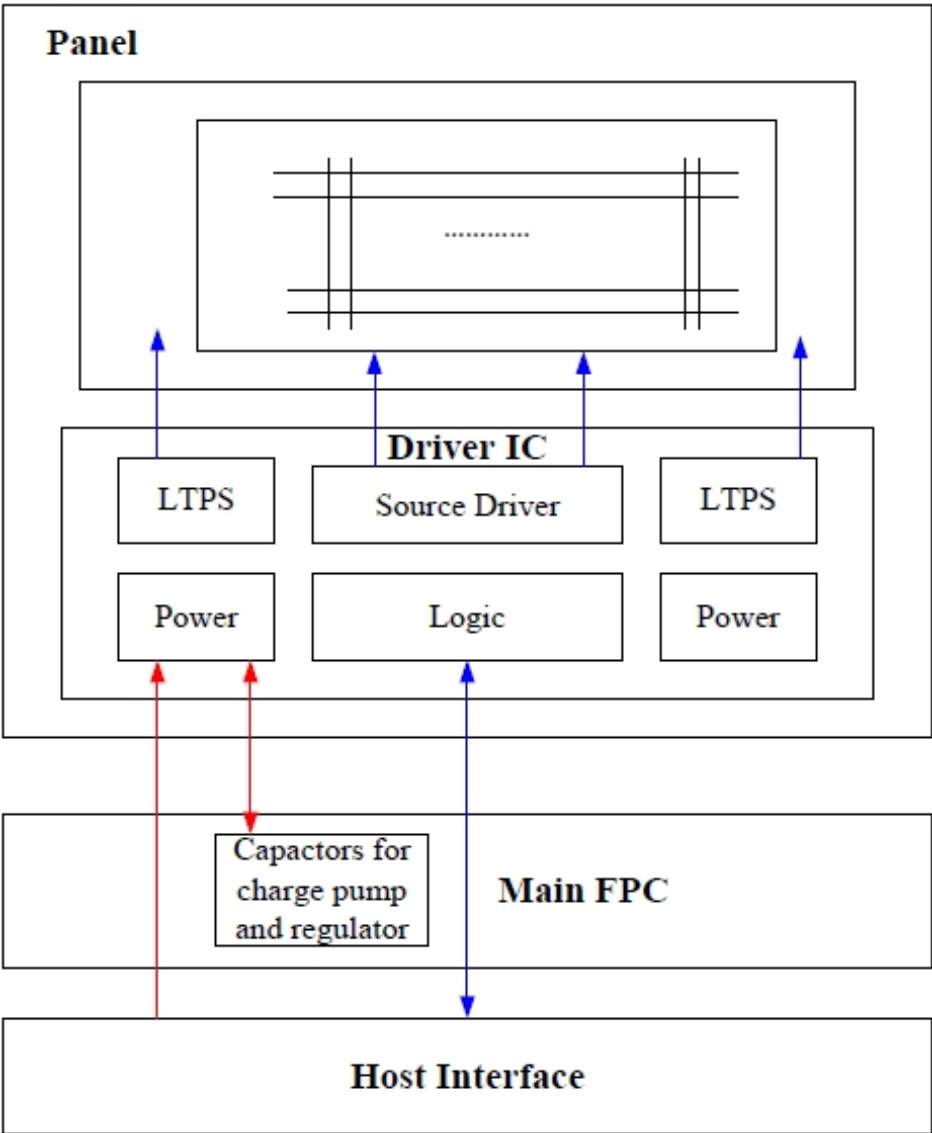 Panel
............
Driver IC
LTPS
Source Driver
LTPS
Power
Logic
Power
Capactors for
charge pump
and regulator
Main FPC
Host Interface